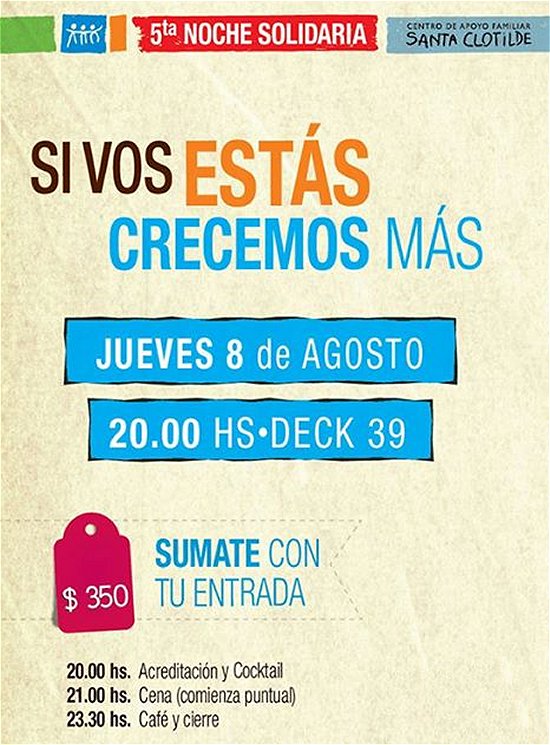 5ta NOCHE SOLIDARIA
CENTRO DE APOYO FAMILIAR
SANTA CLOTILDE
SI VOS ESTÁS
CRECEMOS MÁS
JUEVES 8 de AGOSTO
20.00 HS•DECK 39
SUMATE CON
TU ENTRADA
$ 350
20.00 hs. Acreditación y Cocktail
21.00 hs. Cena (comienza puntual)
23.30 hs. Café y cierre